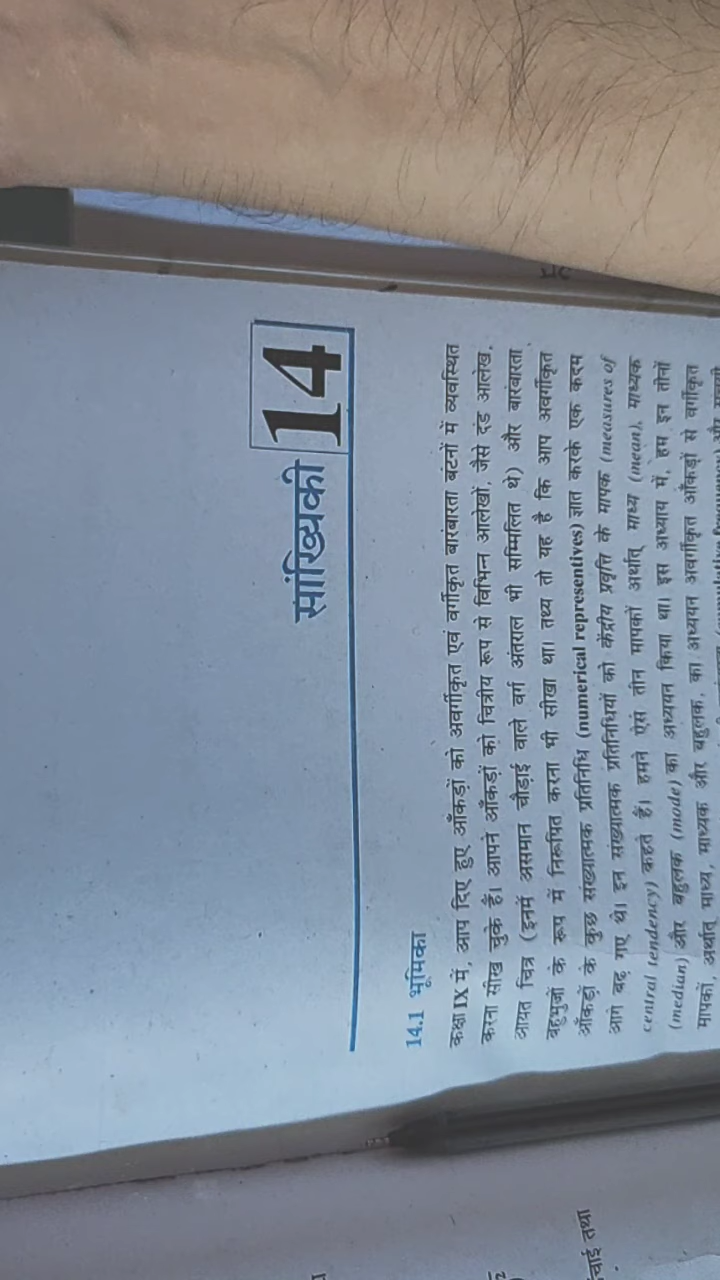 सांख्यिकी 14
14.1 भूमिका
कक्षा IX में, आप दिए हुए आँकड़ों को अवर्गीकृत एवं वर्गीकृत बारंबारता बंटनों में व्यवस्थित
करना सीख चुके हैं। आपने आँकड़ों को चित्रीय रूप से विभिन्न आलेखों, जैसे दंड आलेख,
आयत चित्र (इनमें असमान चौड़ाई वाले वर्ग अंतराल भी सम्मिलित थे) और बारंबारता
बहुभुजों के रूप में निरूपित करना भी सीखा था। तथ्य तो यह है कि आप अवर्गीकृत
आँकड़ों के कुछ संख्यात्मक प्रतिनिधि (numerical representives) ज्ञात करके एक कदम
आगे बढ़ गए थे। इन संख्यात्मक प्रतिनिधियों को केंद्रीय प्रवृत्ति के मापक (measures of
central tendency) कहते हैं। हमने ऐसे तीन मापकों अर्थात् माध्य (mean), माध्यक
(median) और बहुलक (mode) का अध्ययन किया था। इस अध्याय में, हम इन तीनों
मापकों, अर्थात् माध्य, माध्यक और बहुलक, का अध्ययन अवर्गीकृत आँकड़ों से वर्गीकृत
तथा